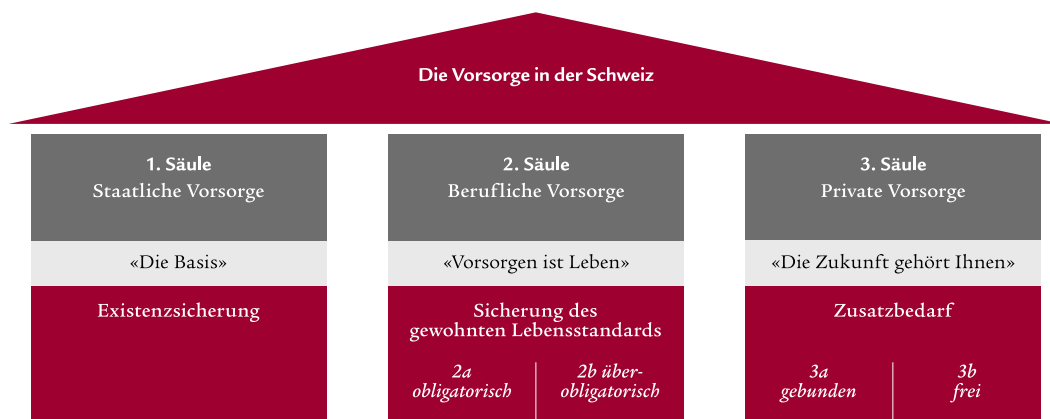 Die Vorsorge in der Schweiz
1. Säule
Staatliche Vorsorge
«Die Basis»
Existenzsicherung
2. Säule
Berufliche Vorsorge
«Vorsorgen ist Leben»
Sicherung des
gewohnten Lebensstandards
2a
obligatorisch
2b über-
obligatorisch
3. Säule
Private Vorsorge
«Die Zukunft gehört Ihnen»
Zusatzbedarf
3a
gebunden
3b
frei